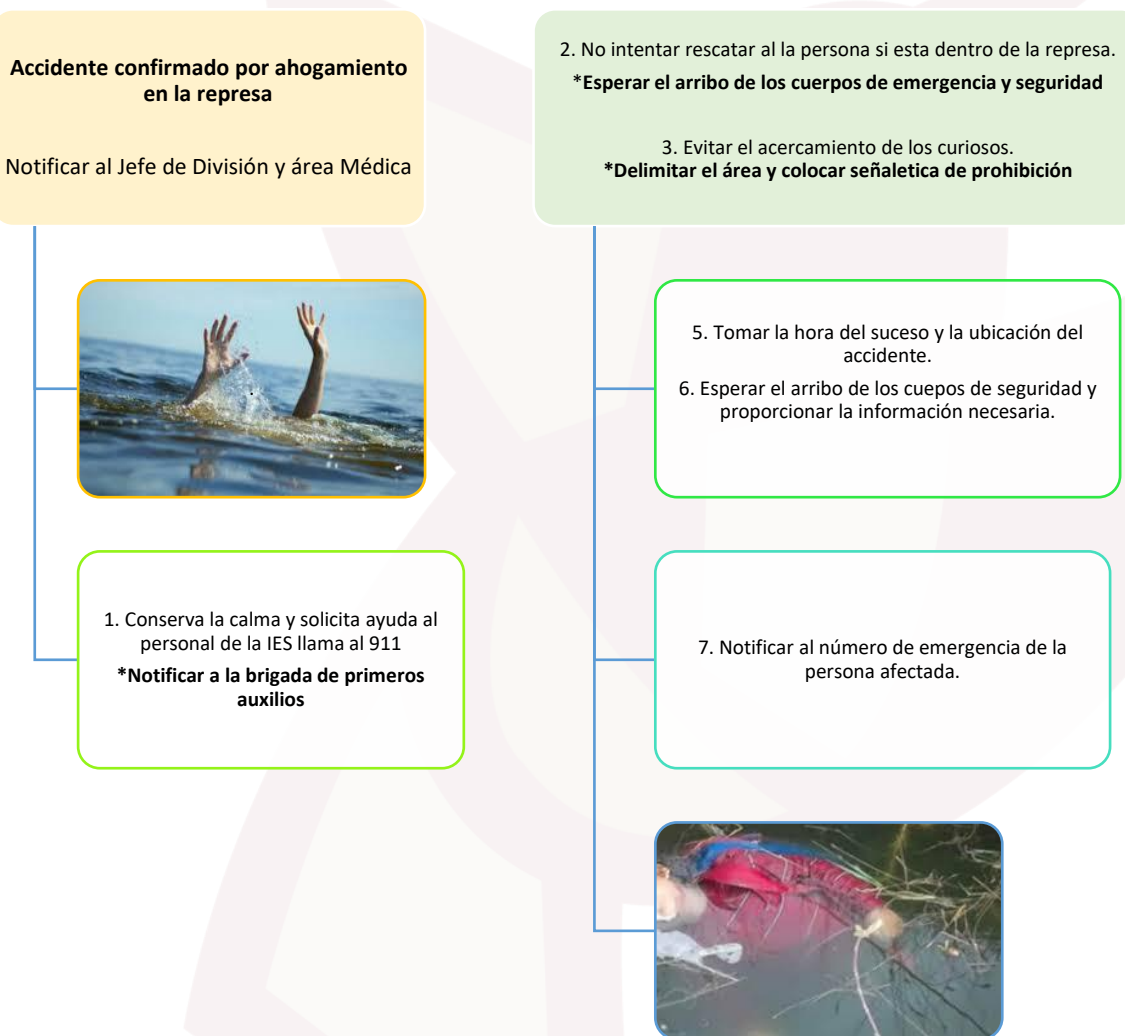 Accidente confirmado por ahogamiento
en la represa
Notificar al Jefe de División y área Médica
1. Conserva la calma y solicita ayuda al
personal de la IES llama al 911
*Notificar a la brigada de primeros
auxilios
2. No intentar rescatar al la persona si esta dentro de la represa.
*Esperar el arribo de los cuerpos de emergencia y seguridad
3. Evitar el acercamiento de los curiosos.
*Delimitar el área y colocar señaletica de prohibición
5. Tomar la hora del suceso y la ubicación del
accidente.
6. Esperar el arribo de los cuepos de seguridad y
proporcionar la información necesaria.
7. Notificar al número de emergencia de la
persona afectada.